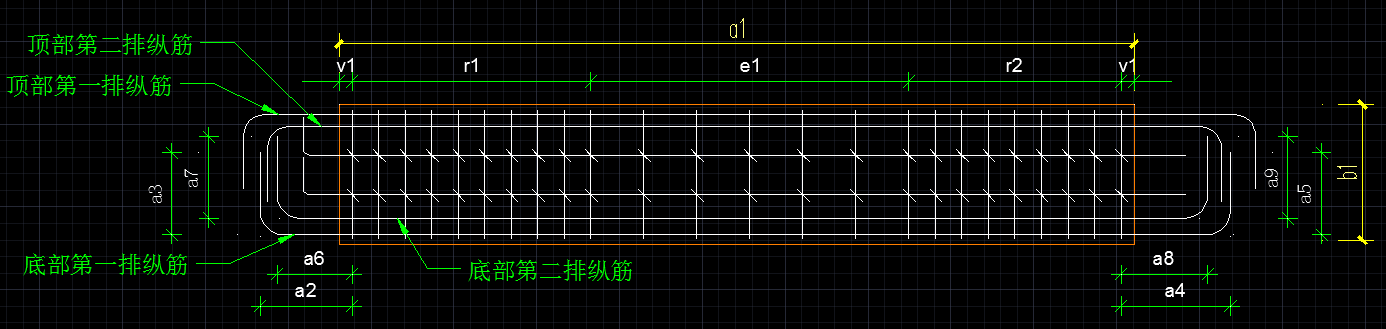 a1
顶部第二排纵筋
v1
r1
e1
r2
v1
顶部第一排纵筋
a3
a7
a9
a5
b1
底部第一排纵筋
底部第二排纵筋
a6
a2
a8
a4